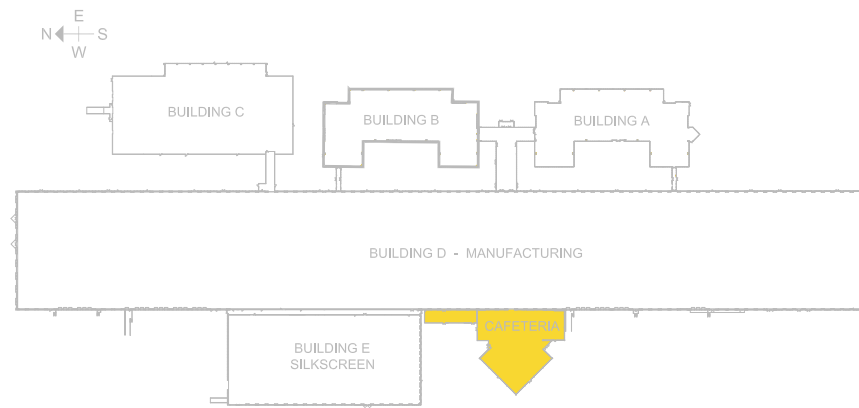 E
N S
W
BUILDING C
BUILDING B
BUILDING A
BUILDING D - MANUFACTURING
CAFETERIA
BUILDING E
SILKSCREEN